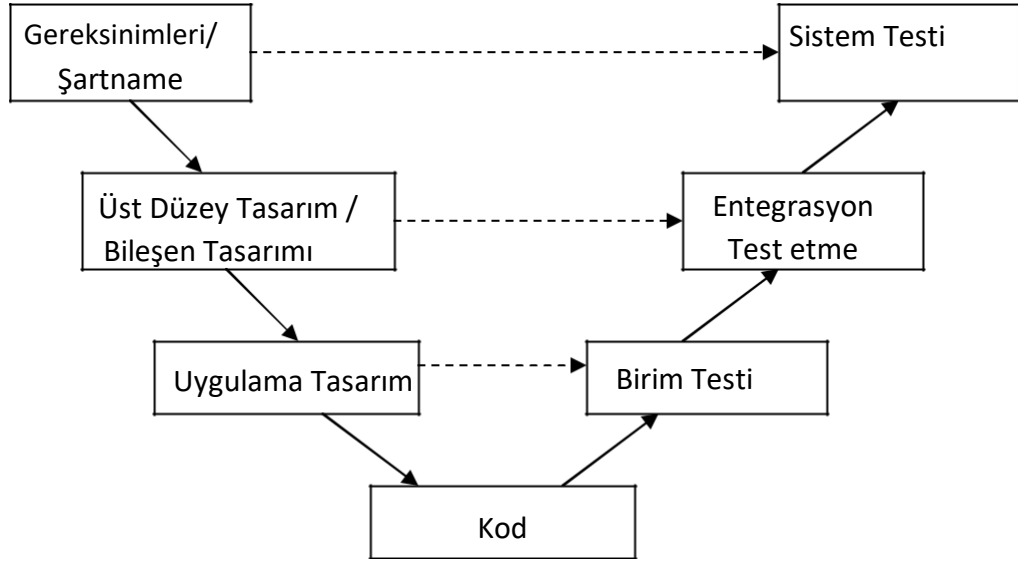 Gereksinimleri/
Şartname
Sistem Testi
Üst Düzey Tasarım /
Bileşen Tasarımı
Entegrasyon
Test etme
Uygulama Tasarım
Birim Testi
Kod